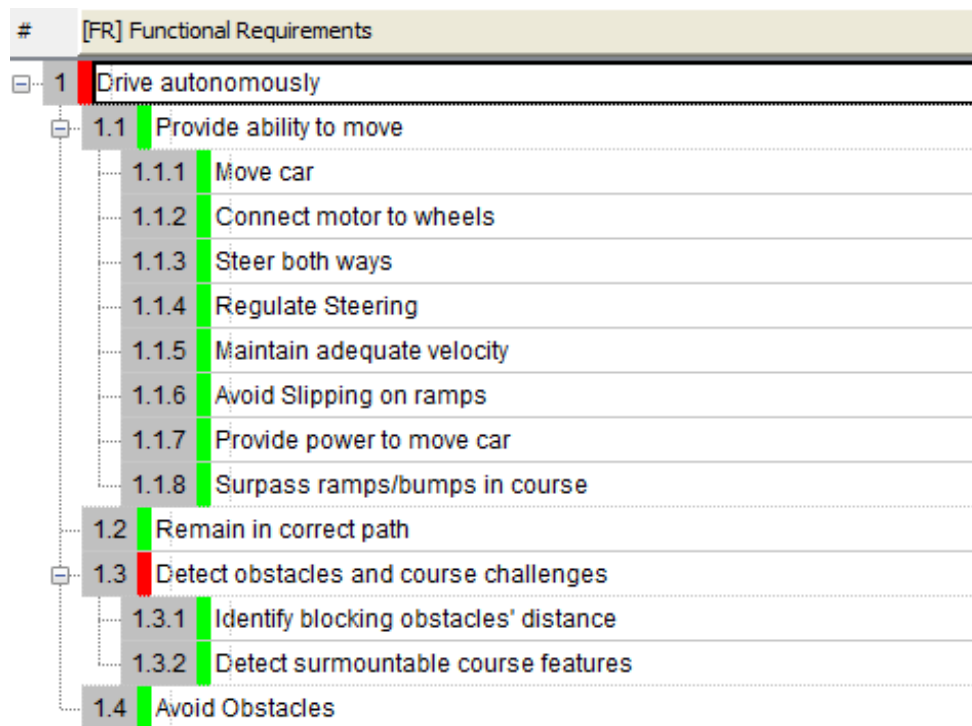 # [FR] Functional Requirements
1 Drive autonomously
1.1 Provide ability to move
1.1.1 Move car
1.1.2 Connect motor to wheels
1.1.3 Steer both ways
1.1.4 Regulate Steering
1.1.5 Maintain adequate velocity
1.1.6 Avoid Slipping on ramps
1.1.7 Provide power to move car
1.1.8 Surpass ramps/bumps in course
1.2 Remain in correct path
1.3 Detect obstacles and course challenges
1.3.1 Identify blocking obstacles' distance
1.3.2 Detect surmountable course features
1.4 Avoid Obstacles